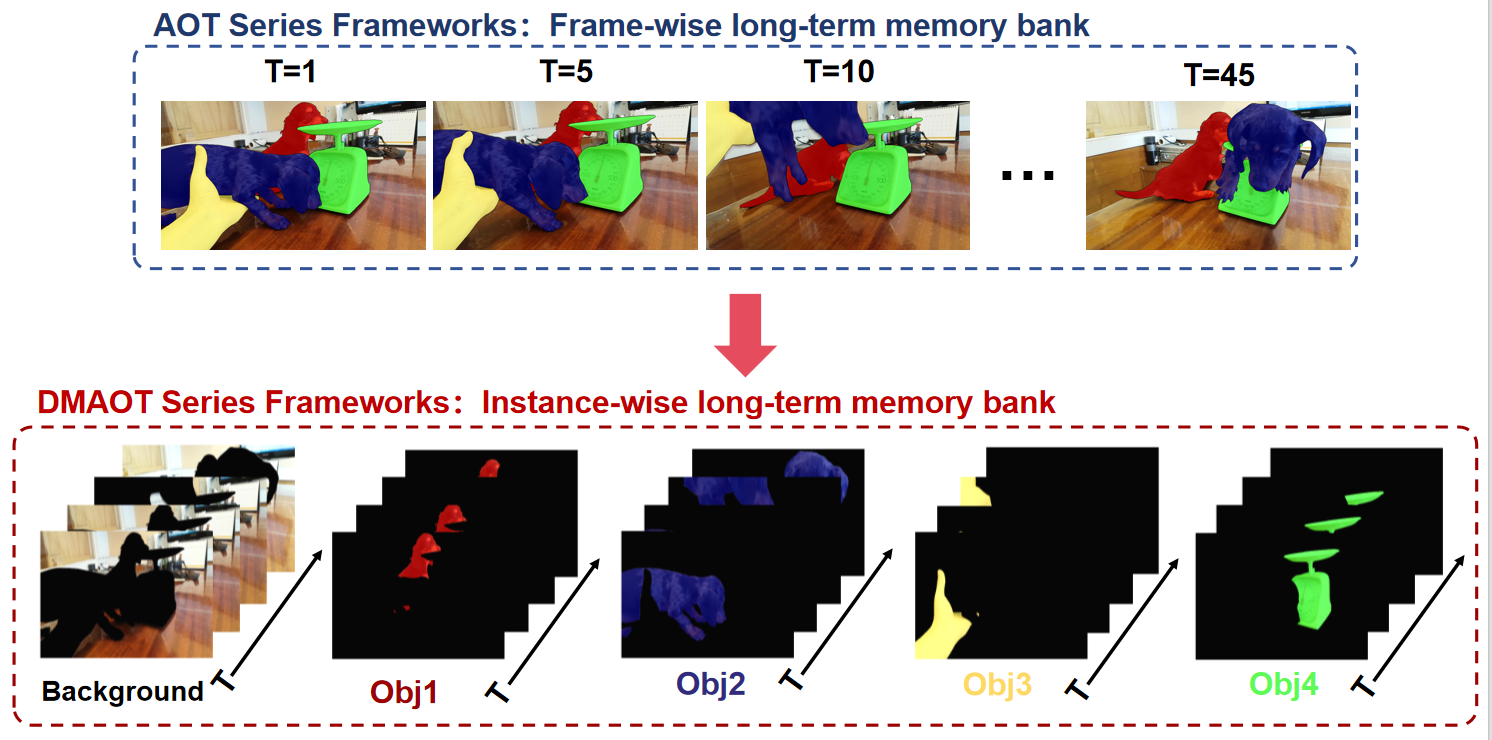 AOT Series Frameworks: Frame-wise long-term memory bank
T=1
T=5
T=10
...
T=45
DMAOT Series Frameworks: Instance-wise long-term memory bank
Background
T
Obj1
T
Obj2
T
Obj3
T
Obj4
T